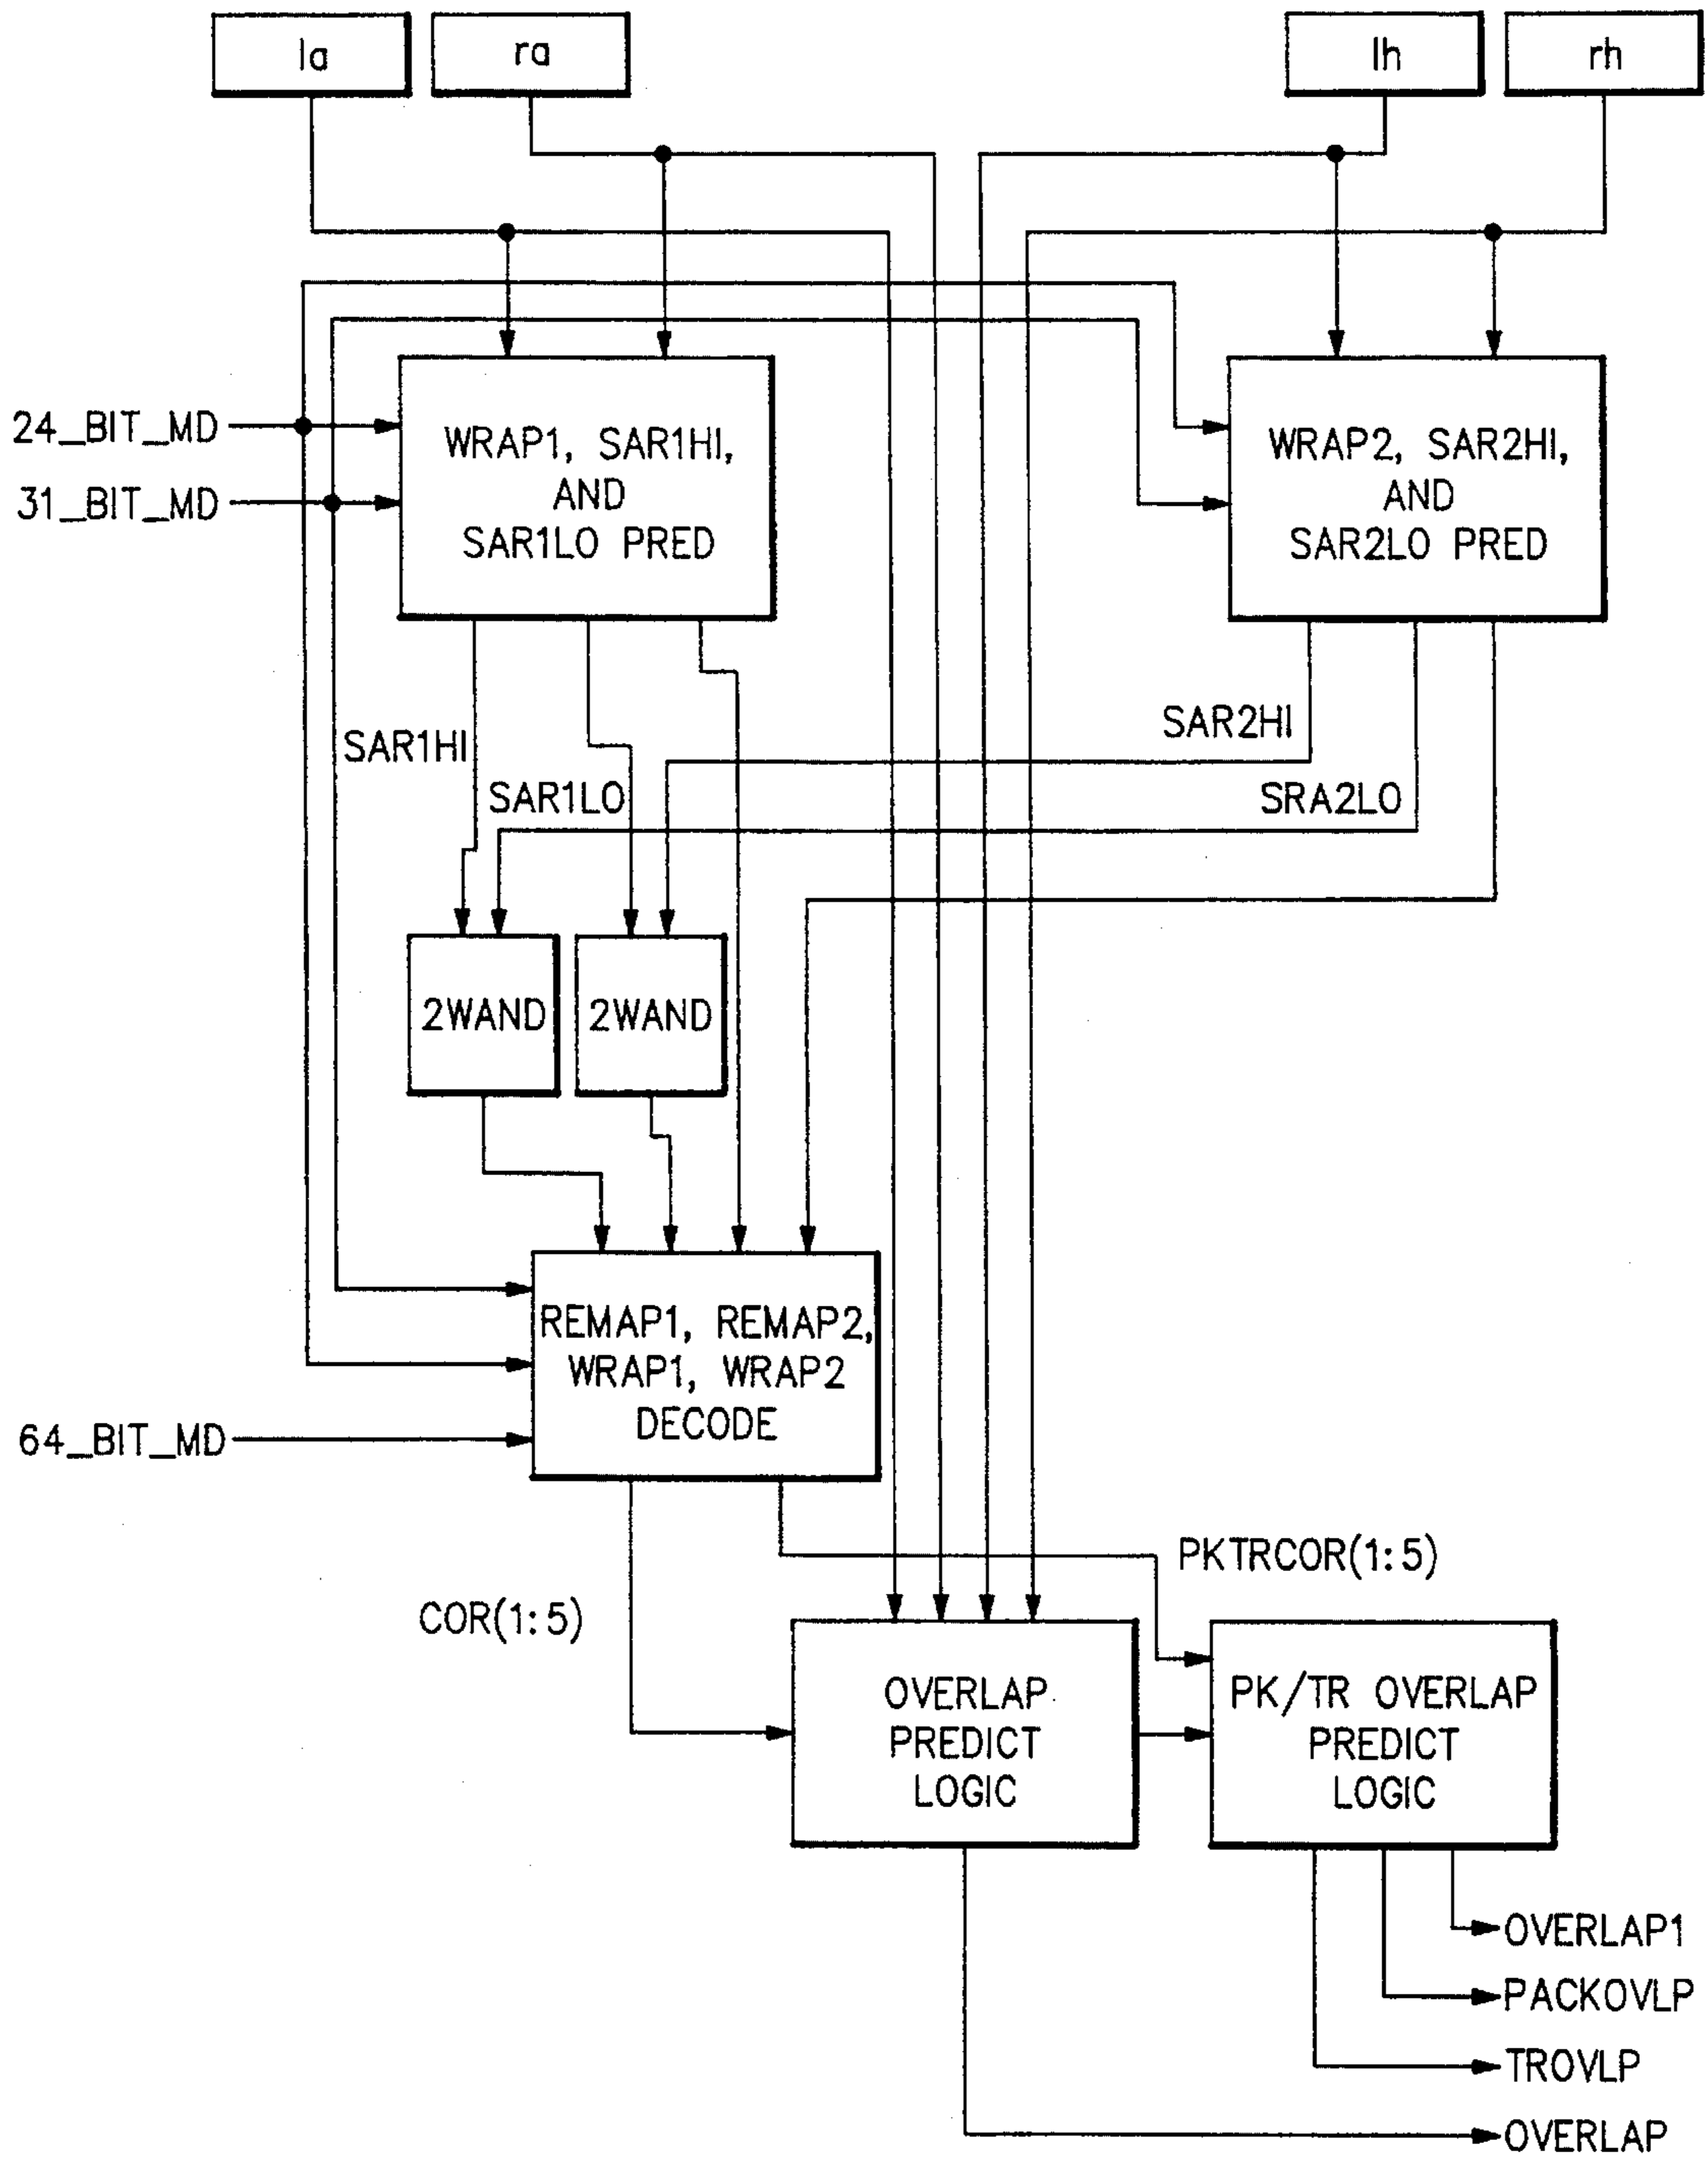 la
ra
lh
rh
24_BIT_MD
31_BIT_MD
WRAP1, SAR1HI,
AND
SAR1LO PRED
WRAP2, SAR2HI,
AND
SAR2LO PRED
SAR1HI
SAR1LO
SAR2HI
SRA2LO
2WAND
2WAND
REMAP1, REMAP2,
WRAP1, WRAP2
DECODE
64_BIT_MD
COR(1:5)
PKTRCOR(1:5)
OVERLAP
PREDICT
LOGIC
PK/TR OVERLAP
PREDICT
LOGIC
OVERLAP1
PACKOVLP
TROVLP
OVERLAP